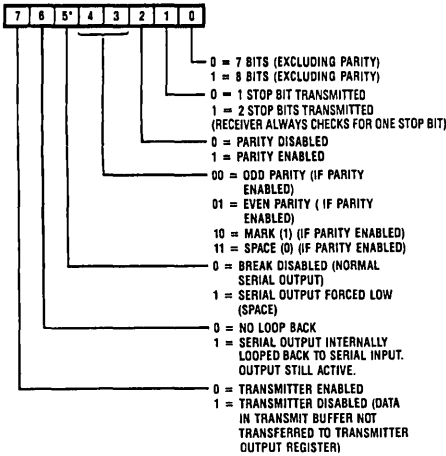 7 6 5* 4 3 2 1 0
0 = 7 BITS (EXCLUDING PARITY)
1 = 8 BITS (EXCLUDING PARITY)
0 = 1 STOP BIT TRANSMITTED
1 = 2 STOP BITS TRANSMITTED
(RECEIVER ALWAYS CHECKS FOR ONE STOP BIT)
0 = PARITY DISABLED
1 = PARITY ENABLED
00 = ODD PARITY (IF PARITY
ENABLED)
01 = EVEN PARITY ( IF PARITY
ENABLED)
10 = MARK (1) (IF PARITY ENABLED)
11 = SPACE (0) (IF PARITY ENABLED)
0 = BREAK DISABLED (NORMAL
SERIAL OUTPUT)
1 = SERIAL OUTPUT FORCED LOW
(SPACE)
0 = NO LOOP BACK
1 = SERIAL OUTPUT INTERNALLY
LOOPED BACK TO SERIAL INPUT.
OUTPUT STILL ACTIVE.
0 = TRANSMITTER ENABLED
1 = TRANSMITTER DISABLED (DATA
IN TRANSMIT BUFFER NOT
TRANSFERRED TO TRANSMITTER
OUTPUT REGISTER)